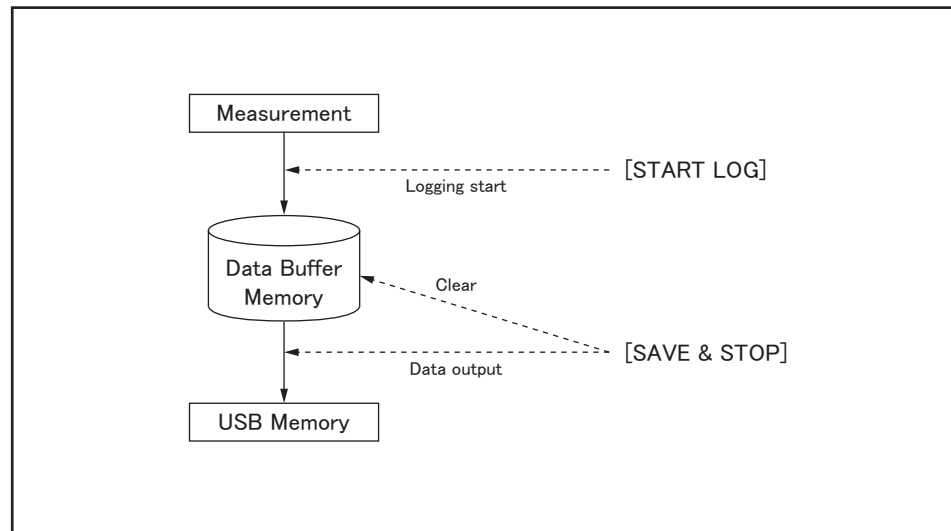 Measurement
[START LOG]
Logging start
Data Buffer
Memory
Clear
[SAVE & STOP]
Data output
USB Memory